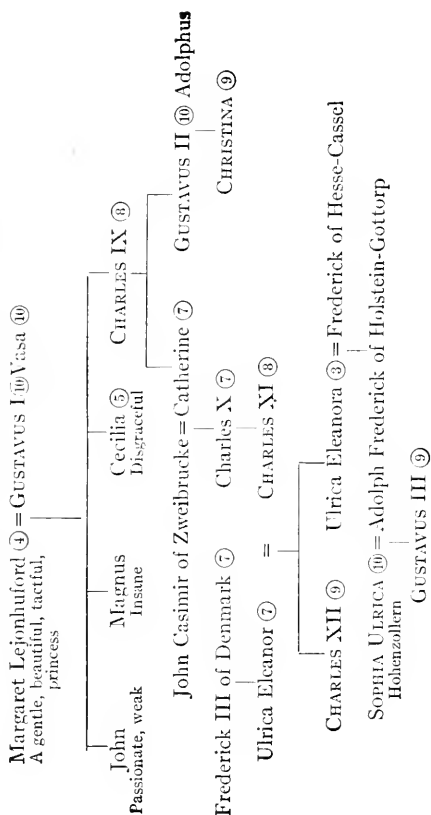 Margaret Lejonhuford ④ = GUSTAVUS I ⑩ Vasa ⑩
A gentle, beautiful, tactful,
princess
John
Passionate, weak
Magnus
Insane
Cecilia ⑤
Disgraceful
CHARLES IX ⑧
John Casimir of Zweibrucke = Catherine ⑦
GUSTAVUS II ⑩ Adolphus
Frederick III of Denmark ⑦
Charles X ⑦
CHRISTINA ⑨
Ulrica Eleanor ⑦ = CHARLES XI ⑧
CHARLES XII ⑨
Ulrica Eleanora ③ = Frederick of Hesse-Cassel
SOPHIA ULRICA ⑩ = Adolph Frederick of Holstein-Gottorp
Hohenzollern
GUSTAVUS III ⑨